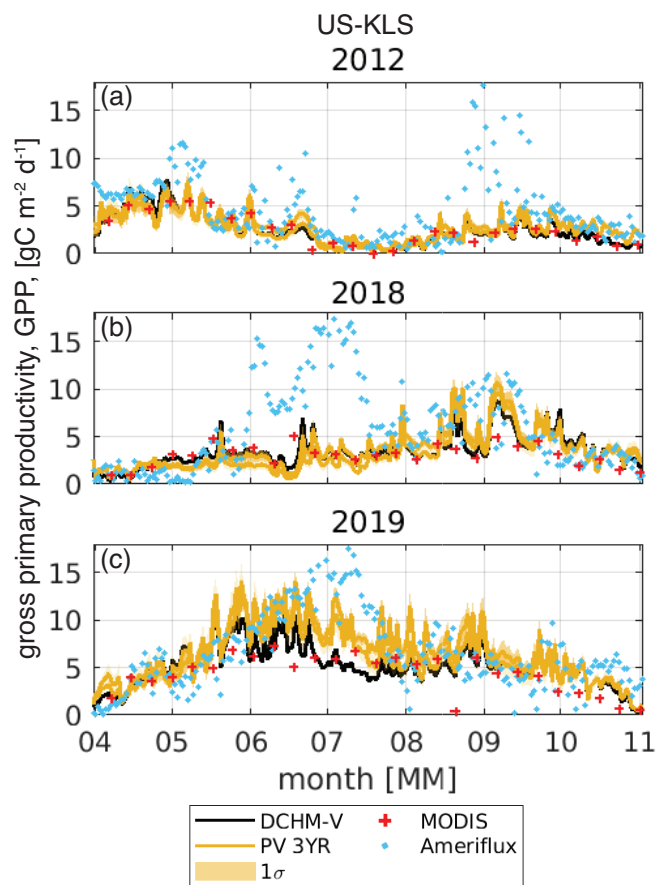 US-KLS
2012
(a)
15
10
5
0
2018
(b)
15
10
5
0
2019
(c)
15
10
5
0
04 05 06 07 08 09 10 11
month [MM]
gross primary productivity, GPP, [gC m⁻² d⁻¹]
DCHM-V
PV 3YR
1σ
MODIS
Ameriflux